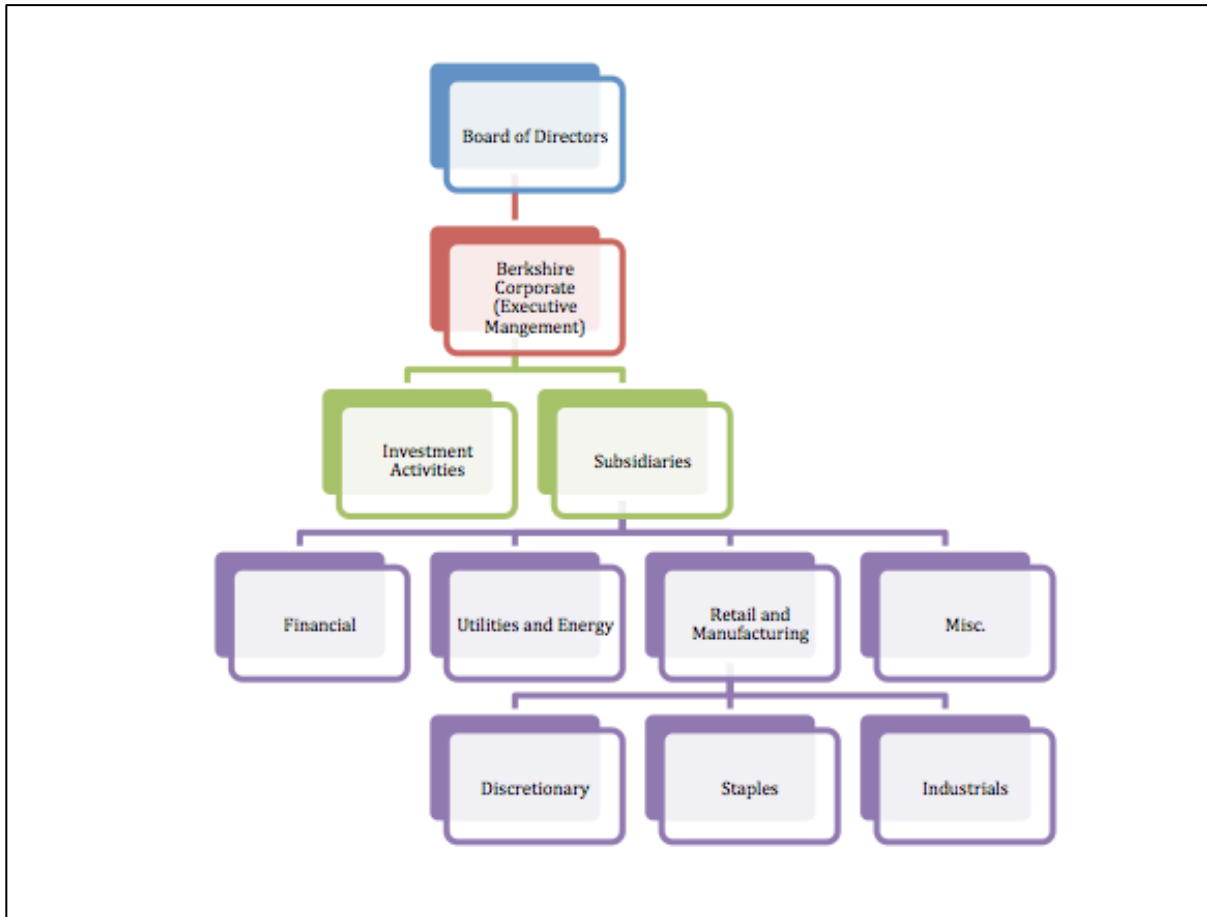 Board of Directors
Berkshire
Corporate
(Executive
Mangement)
Investment
Activities
Subsidiaries
Financial
Utilities and Energy
Retail and
Manufacturing
Misc.
Discretionary
Staples
Industrials